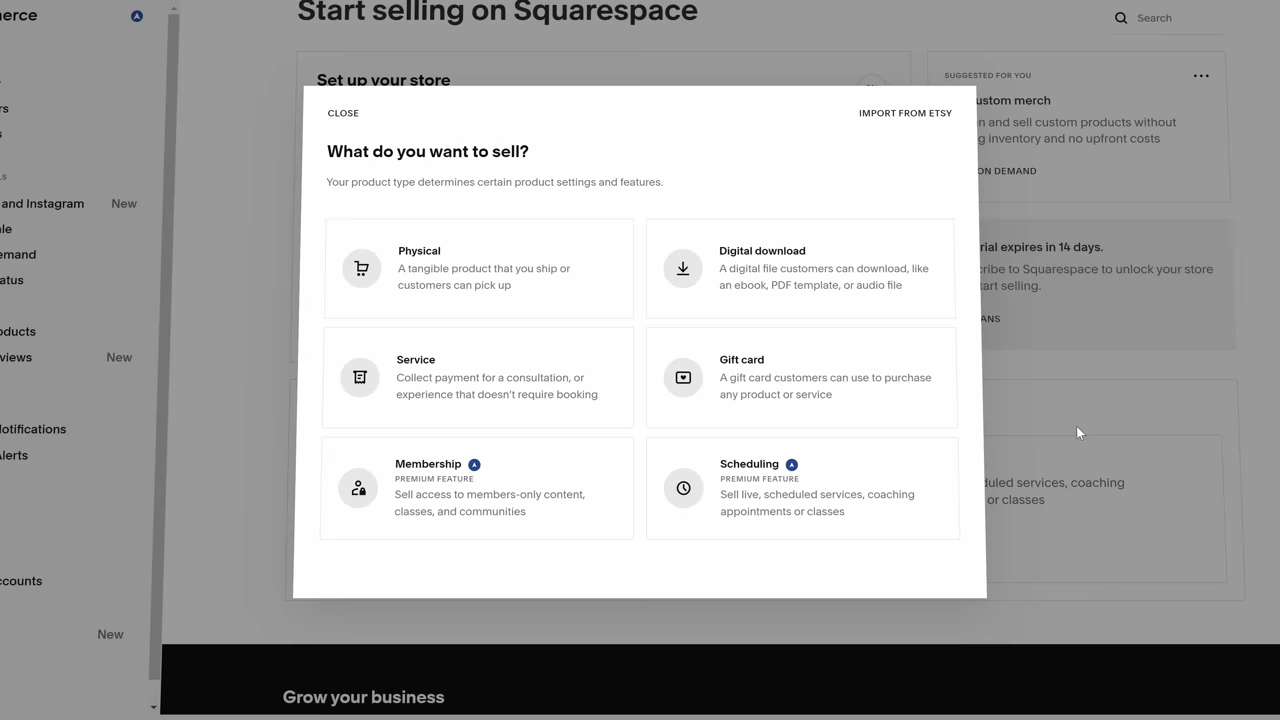 erce
Start selling on Squarespace
Search
Set up your store
SUGGESTED FOR YOU
ustom merch
n and sell custom products without
g inventory and no upfront costs
ON DEMAND
rs
s
LS
and Instagram New
le
emand
atus
oducts
views New
lotifications
lerts
ccounts
New
CLOSE
IMPORT FROM ETSY
What do you want to sell?
Your product type determines certain product settings and features.
Physical
A tangible product that you ship or
customers can pick up
Digital download
A digital file customers can download, like
an ebook, PDF template, or audio file
Service
Collect payment for a consultation, or
experience that doesn't require booking
Gift card
A gift card customers can use to purchase
any product or service
Membership
PREMIUM FEATURE
Sell access to members-only content,
classes, and communities
Scheduling
PREMIUM FEATURE
Sell live, scheduled services, coaching
appointments or classes
rial expires in 14 days.
cribe to Squarespace to unlock your store
tart selling.
ANS
duled services, coaching
or classes
Grow your business